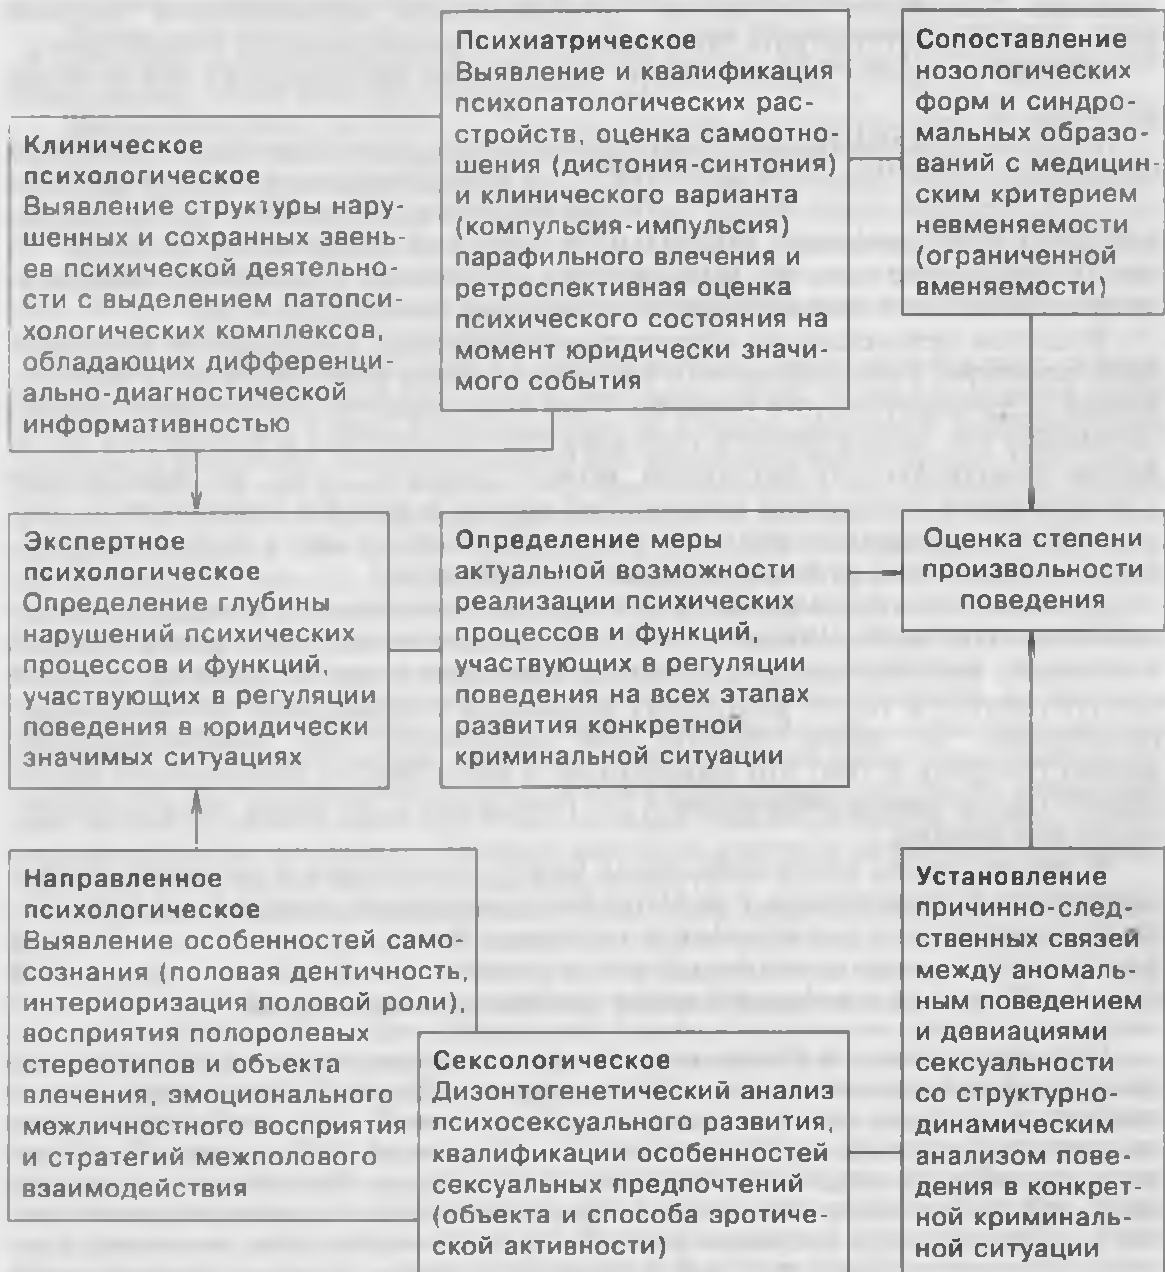 Психиатрическое
Выявление и квалификация
психопатологических рас-
стройств, оценка самоотно-
шения (дистония-синтония)
и клинического варианта
(компульсия-импульсия)
парафильного влечения и
ретроспективная оценка
психического состояния на
момент юридически значи-
мого события
Сопоставление
нозологических
форм и синдро-
мальных образо-
ваний с медицин-
ским критерием
невменяемости
(ограниченной
вменяемости)
Клиническое
психологическое
Выявление структуры нару-
шенных и сохранных звень-
ев психической деятельно-
сти с выделением патопси-
хологических комплексов,
обладающих дифференци-
ально-диагностической
информативностью
Экспертное
психологическое
Определение глубины
нарушений психических
процессов и функций,
участвующих в регуляции
поведения в юридически
значимых ситуациях
Определение меры
актуальной возможности
реализации психических
процессов и функций,
участвующих в регуляции
поведения на всех этапах
развития конкретной
криминальной ситуации
Оценка степени
произвольности
поведения
Направленное
психологическое
Выявление особенностей само-
сознания (половая дентичность,
интериоризация половой роли),
восприятия полоролевых
стереотипов и объекта
влечения, эмоционального
межличностного восприятия
и стратегий межполового
взаимодействия
Сексологическое
Дизонтогенетический анализ
психосексуального развития,
квалификации особенностей
сексуальных предпочтений
(объекта и способа эротиче-
ской активности)
Установление
причинно-след-
ственных связей
между аномаль-
ным поведением
и девиациями
сексуальности
со структурно-
динамическим
анализом пове-
дения в конкрет-
ной криминаль-
ной ситуации